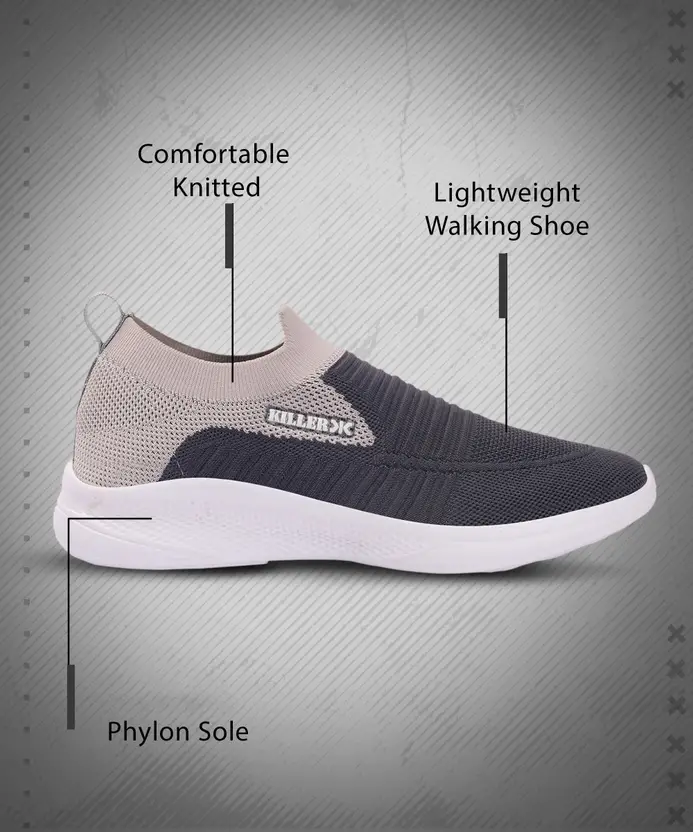 Comfortable
Knitted
Lightweight
Walking Shoe
KILLER
Phylon Sole